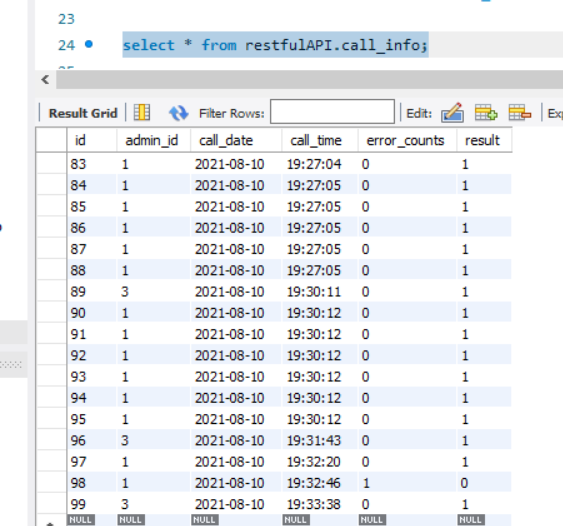 23
24 select * from restfulAPI.call_info;
Result Grid Filter Rows: Edit:
id admin_id call_date call_time error_counts result
83 1 2021-08-10 19:27:04 0 1
84 1 2021-08-10 19:27:05 0 1
85 1 2021-08-10 19:27:05 0 1
86 1 2021-08-10 19:27:05 0 1
87 1 2021-08-10 19:27:05 0 1
88 1 2021-08-10 19:27:05 0 1
89 3 2021-08-10 19:30:11 0 1
90 1 2021-08-10 19:30:12 0 1
91 1 2021-08-10 19:30:12 0 1
92 1 2021-08-10 19:30:12 0 1
93 1 2021-08-10 19:30:12 0 1
94 1 2021-08-10 19:30:12 0 1
95 1 2021-08-10 19:30:12 0 1
96 3 2021-08-10 19:31:43 0 1
97 1 2021-08-10 19:32:20 0 1
98 1 2021-08-10 19:32:46 1 0
99 3 2021-08-10 19:33:38 0 1
NULL NULL NULL NULL NULL NULL